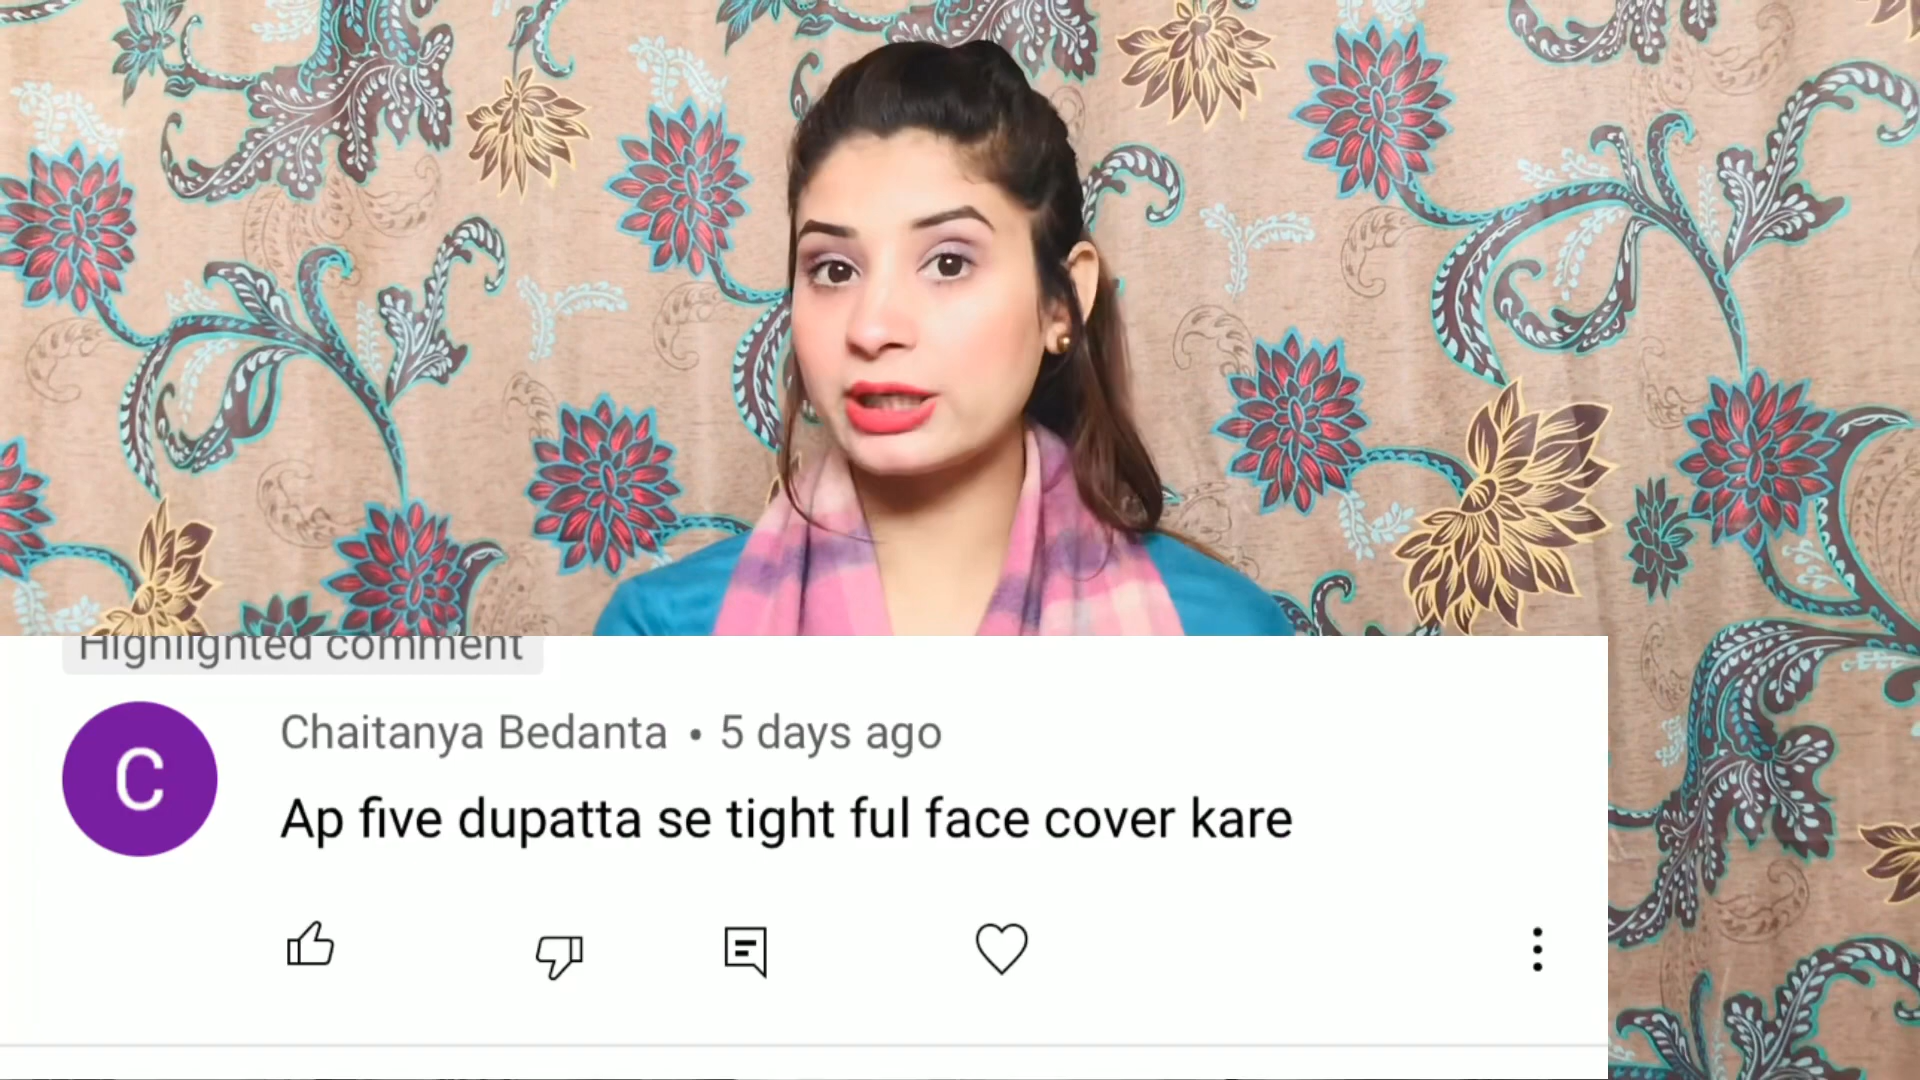 Highlighted comment
C
Chaitanya Bedanta • 5 days ago
Ap five dupatta se tight ful face cover kare